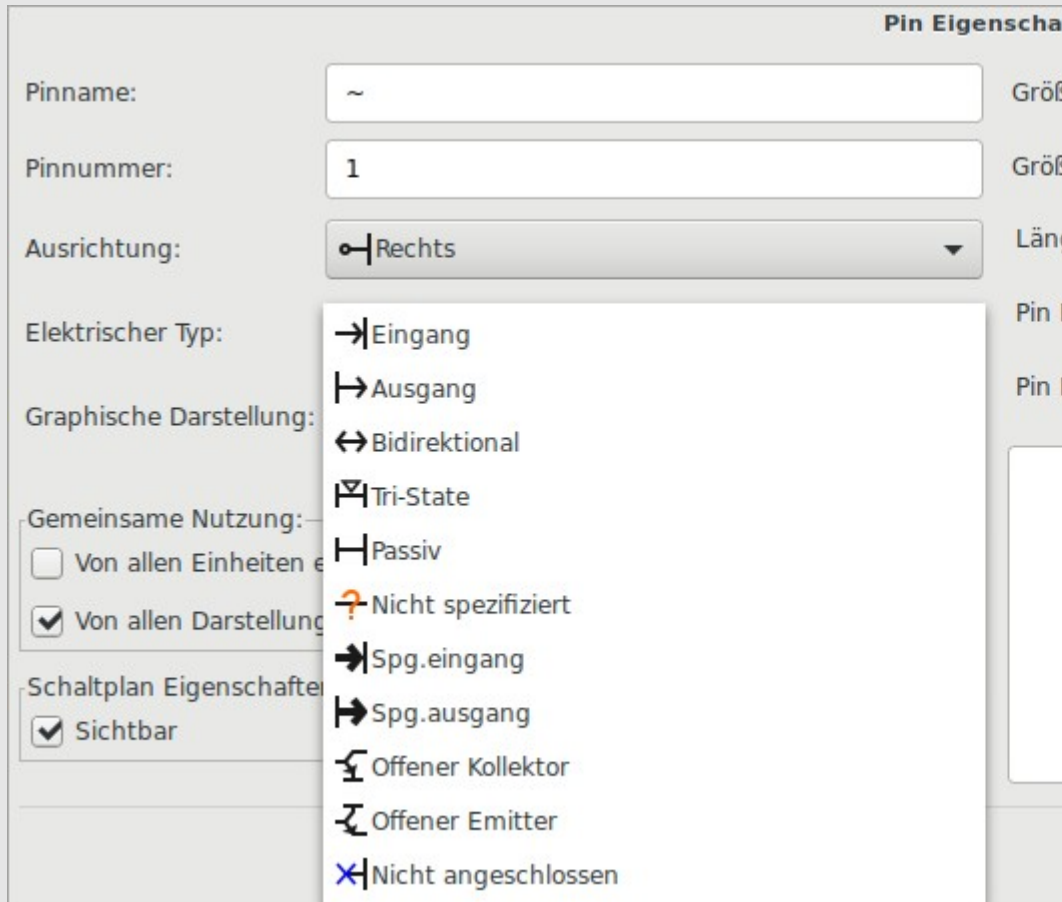 Pin Eigenscha
Pinname:
~
Größ
Pinnummer:
1
Größ
Ausrichtung:
Rechts
Läng
Elektrischer Typ:
Pin
Graphische Darstellung:
Pin
Eingang
Ausgang
Bidirektional
Tri-State
Passiv
Nicht spezifiziert
Spg.eingang
Spg.ausgang
Offener Kollektor
Offener Emitter
Nicht angeschlossen
Gemeinsame Nutzung:
Von allen Einheiten e
Von allen Darstellung
Schaltplan Eigenschaften
Sichtbar